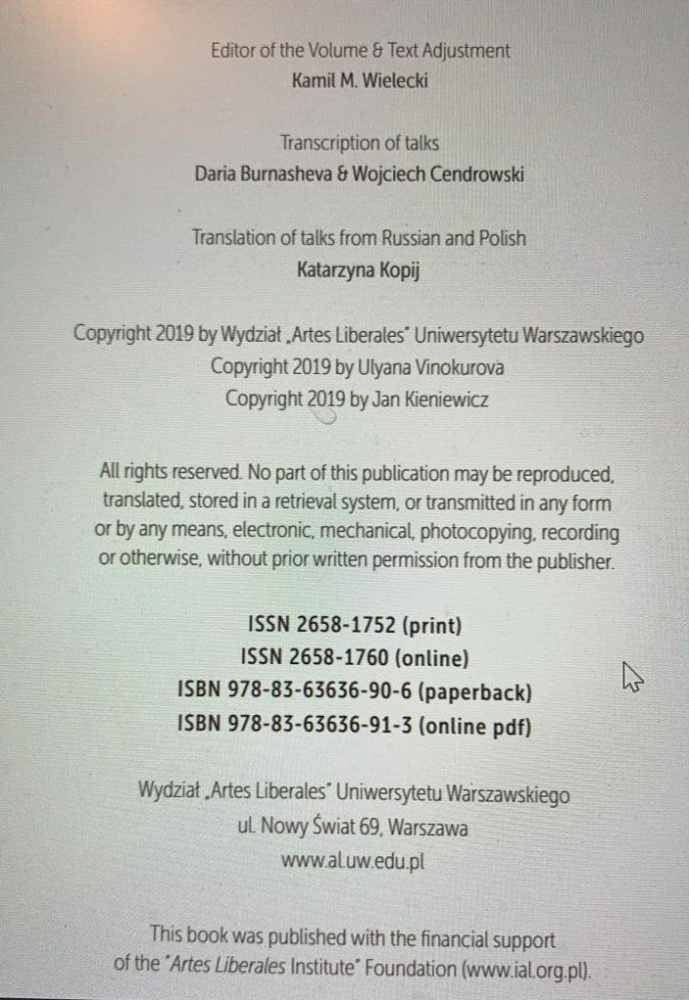 Editor of the Volume & Text Adjustment
Kamil M. Wielecki
Transcription of talks
Daria Burnasheva & Wojciech Cendrowski
Translation of talks from Russian and Polish
Katarzyna Kopij
Copyright 2019 by Wydział „Artes Liberales” Uniwersytetu Warszawskiego
Copyright 2019 by Ulyana Vinokurova
Copyright 2019 by Jan Kieniewicz
All rights reserved. No part of this publication may be reproduced,
translated, stored in a retrieval system, or transmitted in any form
or by any means, electronic, mechanical, photocopying, recording
or otherwise, without prior written permission from the publisher.
ISSN 2658-1752 (print)
ISSN 2658-1760 (online)
ISBN 978-83-63636-90-6 (paperback)
ISBN 978-83-63636-91-3 (online pdf)
Wydział „Artes Liberales” Uniwersytetu Warszawskiego
ul. Nowy Świat 69, Warszawa
www.al.uw.edu.pl
This book was published with the financial support
of the “Artes Liberales Institute” Foundation (www.ial.org.pl).